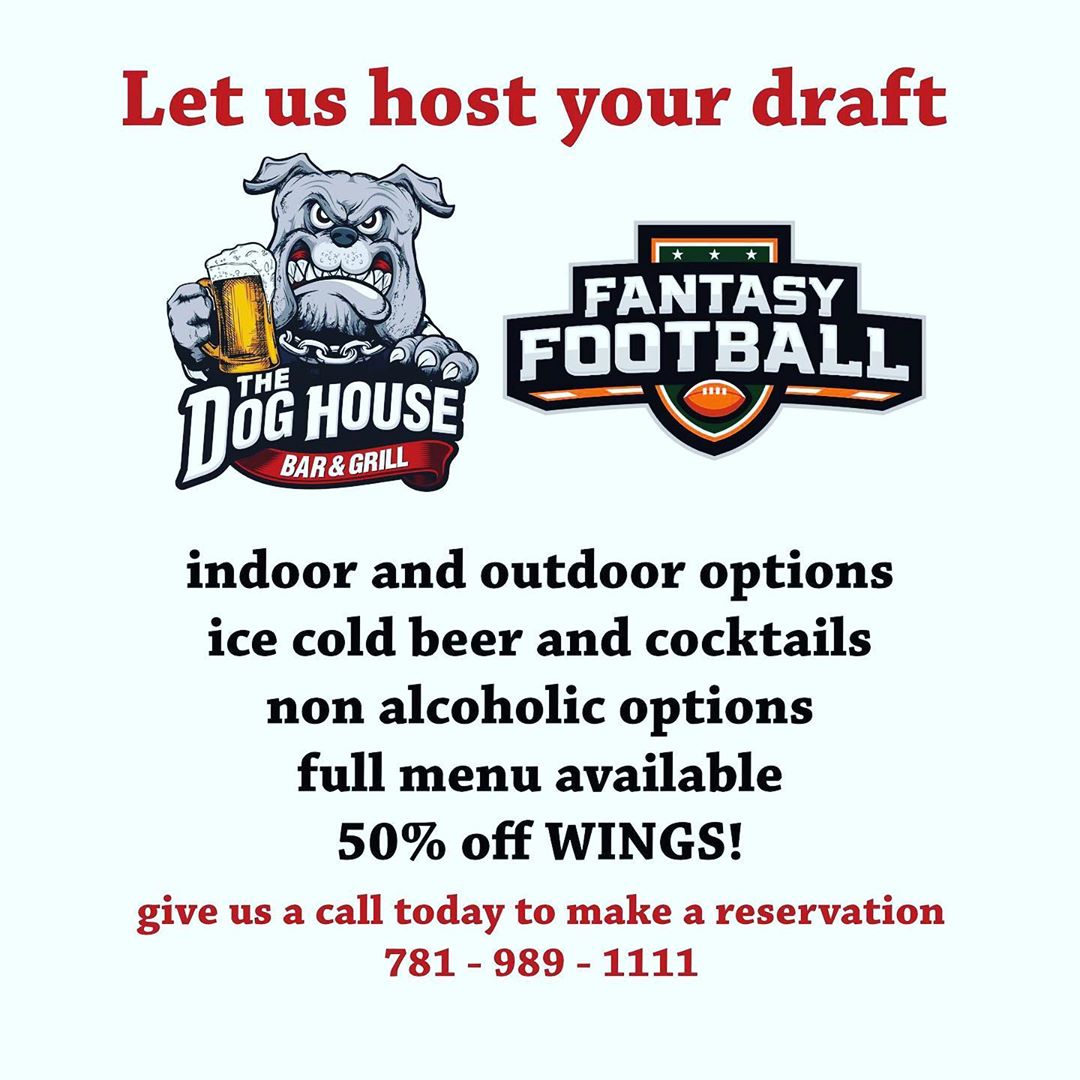 Let us host your draft
THE
DOG HOUSE
BAR & GRILL
FANTASY
FOOTBALL
indoor and outdoor options
ice cold beer and cocktails
non alcoholic options
full menu available
50% off WINGS!
give us a call today to make a reservation
781 - 989 - 1111